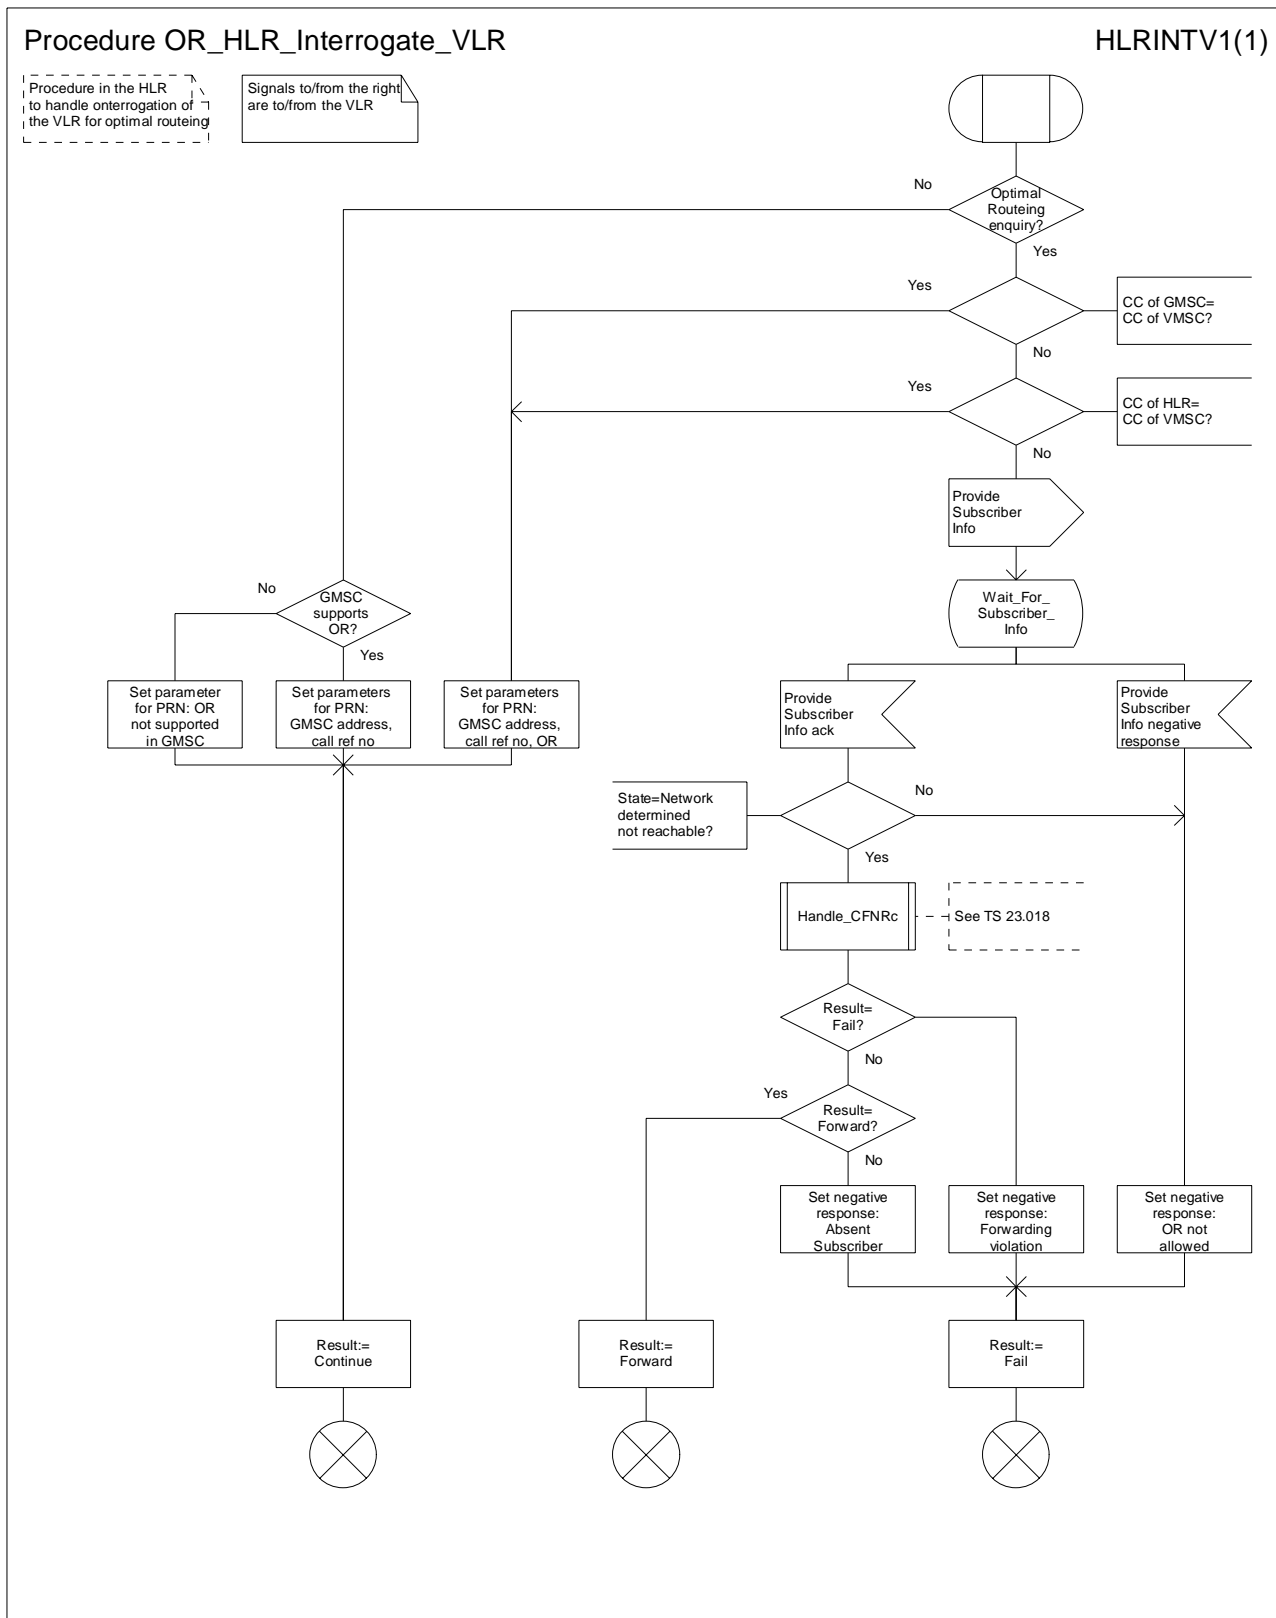 Procedure OR_HLR_Interrogate_VLR
HLRINTV1(1)
Procedure in the HLR
to handle onterrogation of
the VLR for optimal routeing
Signals to/from the right
are to/from the VLR
No
Optimal
Routeing
enquiry?
Yes
Yes
CC of GMSC=
CC of VMSC?
No
Yes
CC of HLR=
CC of VMSC?
No
Provide
Subscriber
Info
No
GMSC
supports
OR?
Yes
Wait_For_
Subscriber_
Info
Set parameter
for PRN: OR
not supported
in GMSC
Set parameters
for PRN:
GMSC address,
call ref no
Set parameters
for PRN:
GMSC address,
call ref no, OR
Provide
Subscriber
Info ack
Provide
Subscriber
Info negative
response
State=Network
determined
not reachable?
No
Yes
Handle_CFNRc
See TS 23.018
Result=
Fail?
No
Yes
Result=
Forward?
No
Set negative
response:
Absent
Subscriber
Set negative
response:
Forwarding
violation
Set negative
response:
OR not
allowed
Result:=
Continue
Result:=
Forward
Result:=
Fail